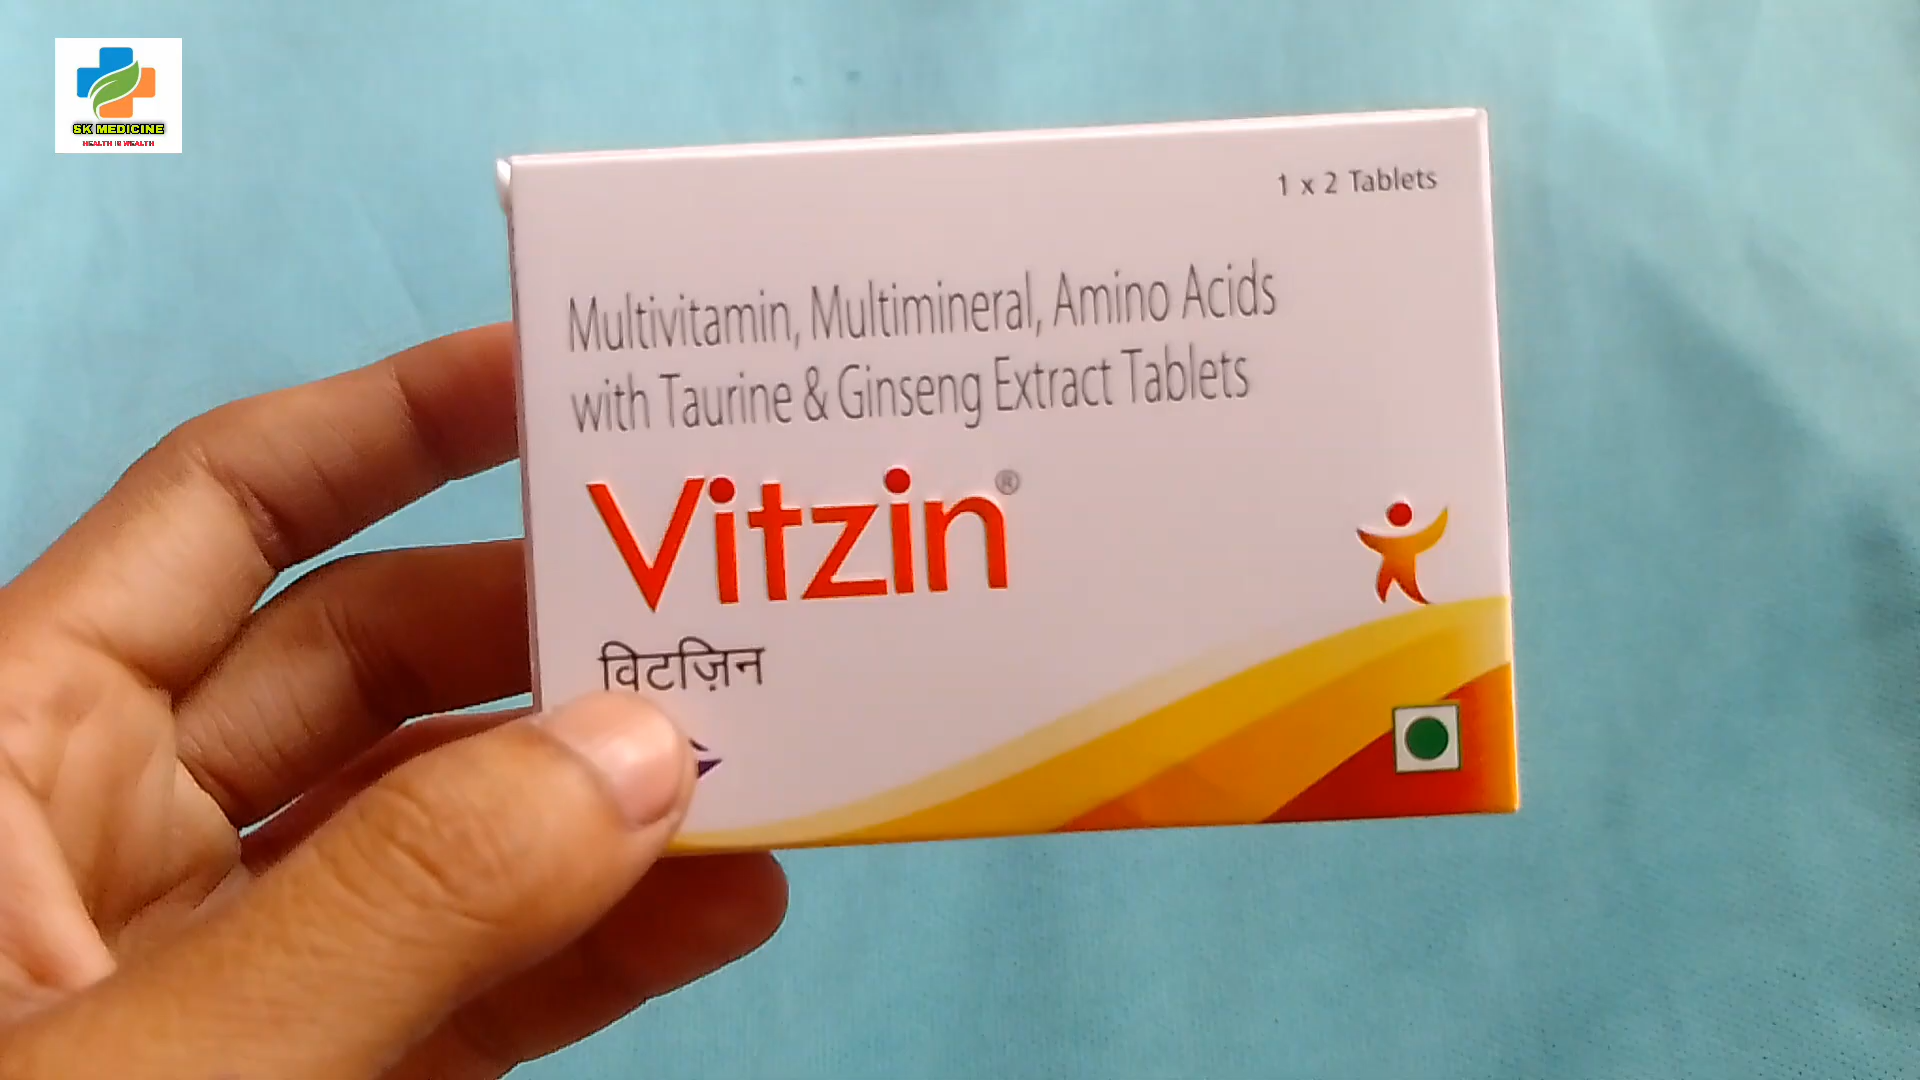 SK MEDICINE
HEALTH IS WEALTH
1 x 2 Tablets
Multivitamin, Multimineral, Amino Acids
with Taurine & Ginseng Extract Tablets
Vitzin®
विटज़िन